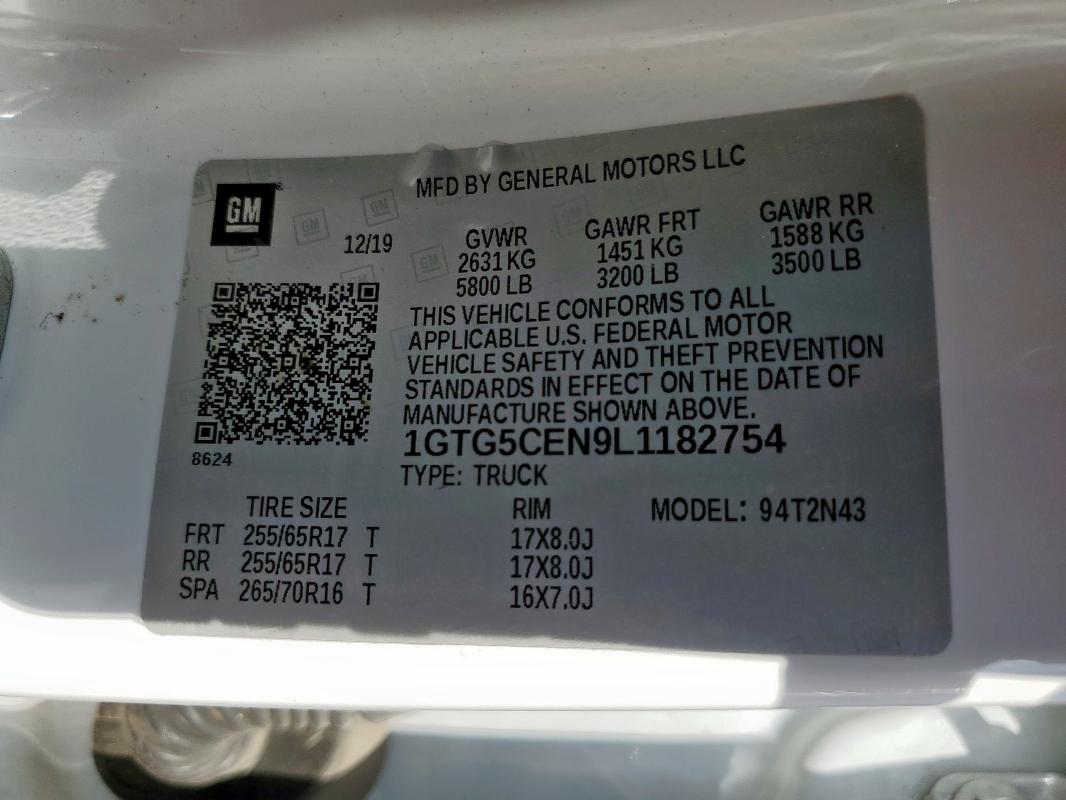 MFD BY GENERAL MOTORS LLC
GM
12/19
GVWR GAWR FRT GAWR RR
2631 KG 1451 KG 1588 KG
5800 LB 3200 LB 3500 LB
THIS VEHICLE CONFORMS TO ALL
APPLICABLE U.S. FEDERAL MOTOR
VEHICLE SAFETY AND THEFT PREVENTION
STANDARDS IN EFFECT ON THE DATE OF
MANUFACTURE SHOWN ABOVE.
1GTG5CEN9L1182754
8624
TYPE: TRUCK
TIRE SIZE RIM MODEL: 94T2N43
FRT 255/65R17 T 17X8.0J
RR 255/65R17 T 17X8.0J
SPA 265/70R16 T 16X7.0J